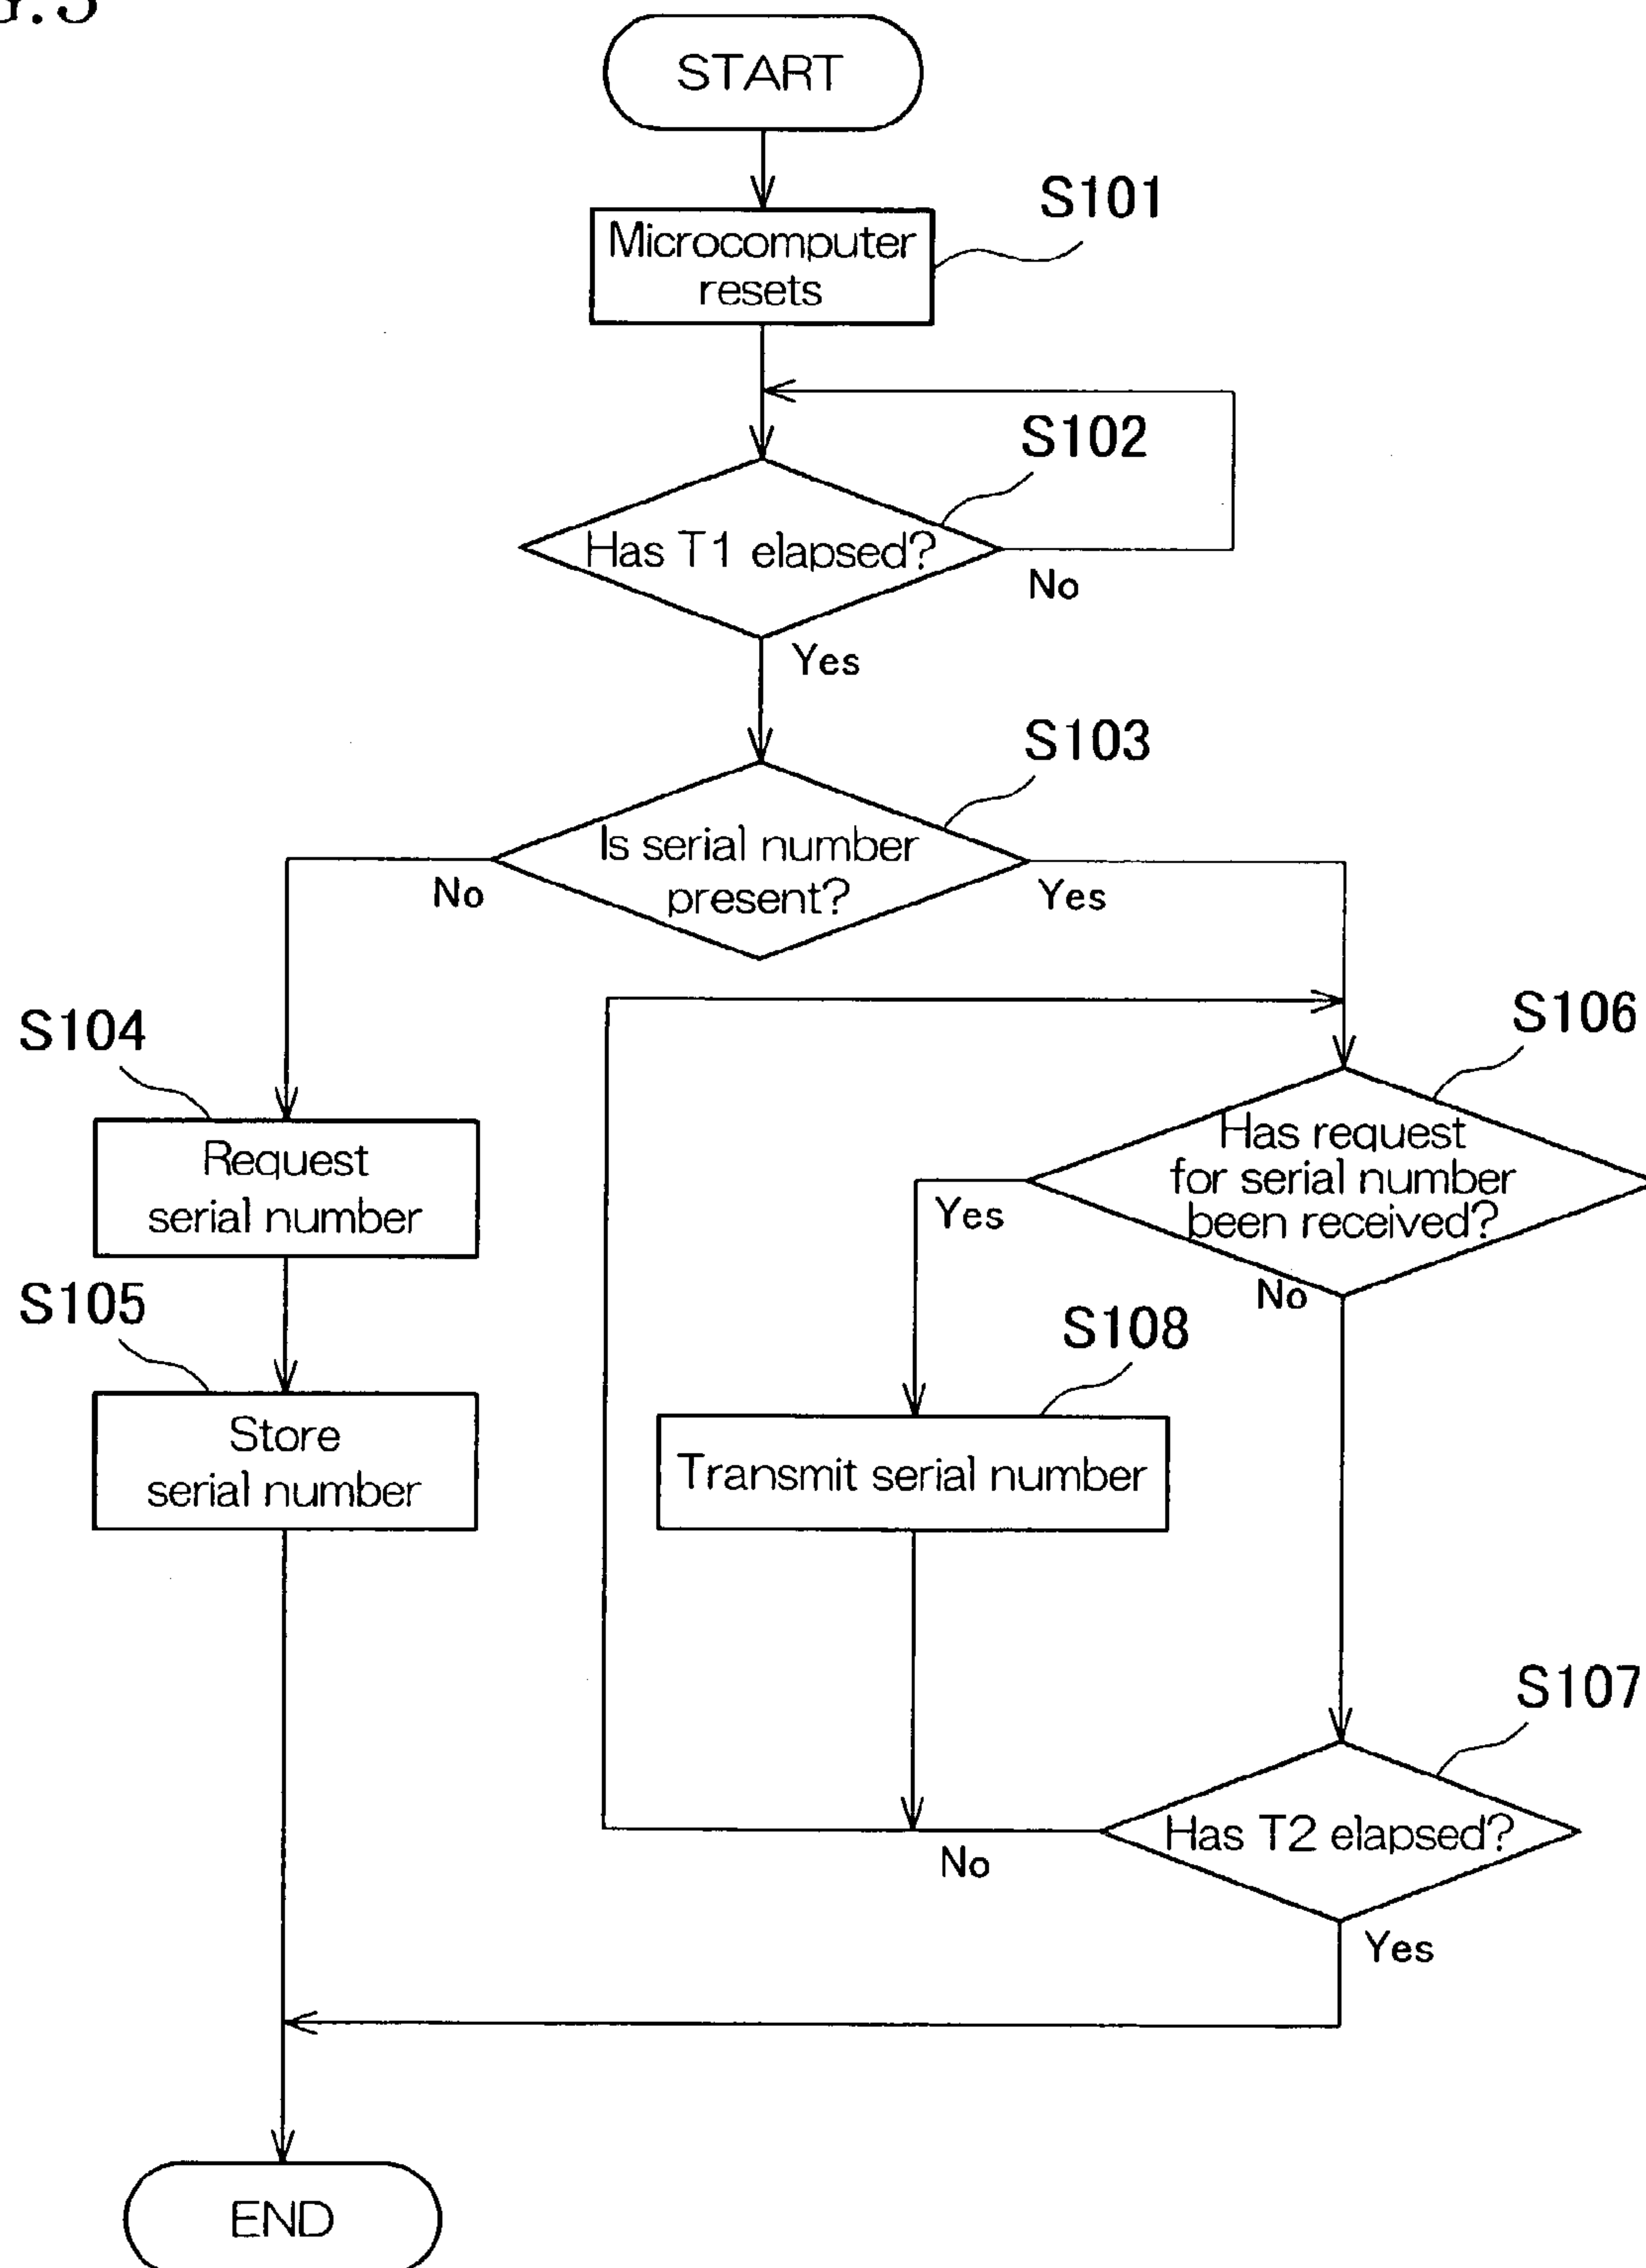 START
S101
Microcomputer
resets
S102
Has T1 elapsed?
No
Yes
S103
Is serial number
present?
No
Yes
S104
S106
Request
serial number
Has request
for serial number
been received?
Yes
No
S105
S108
Store
serial number
Transmit serial number
S107
Has T2 elapsed?
No
Yes
END